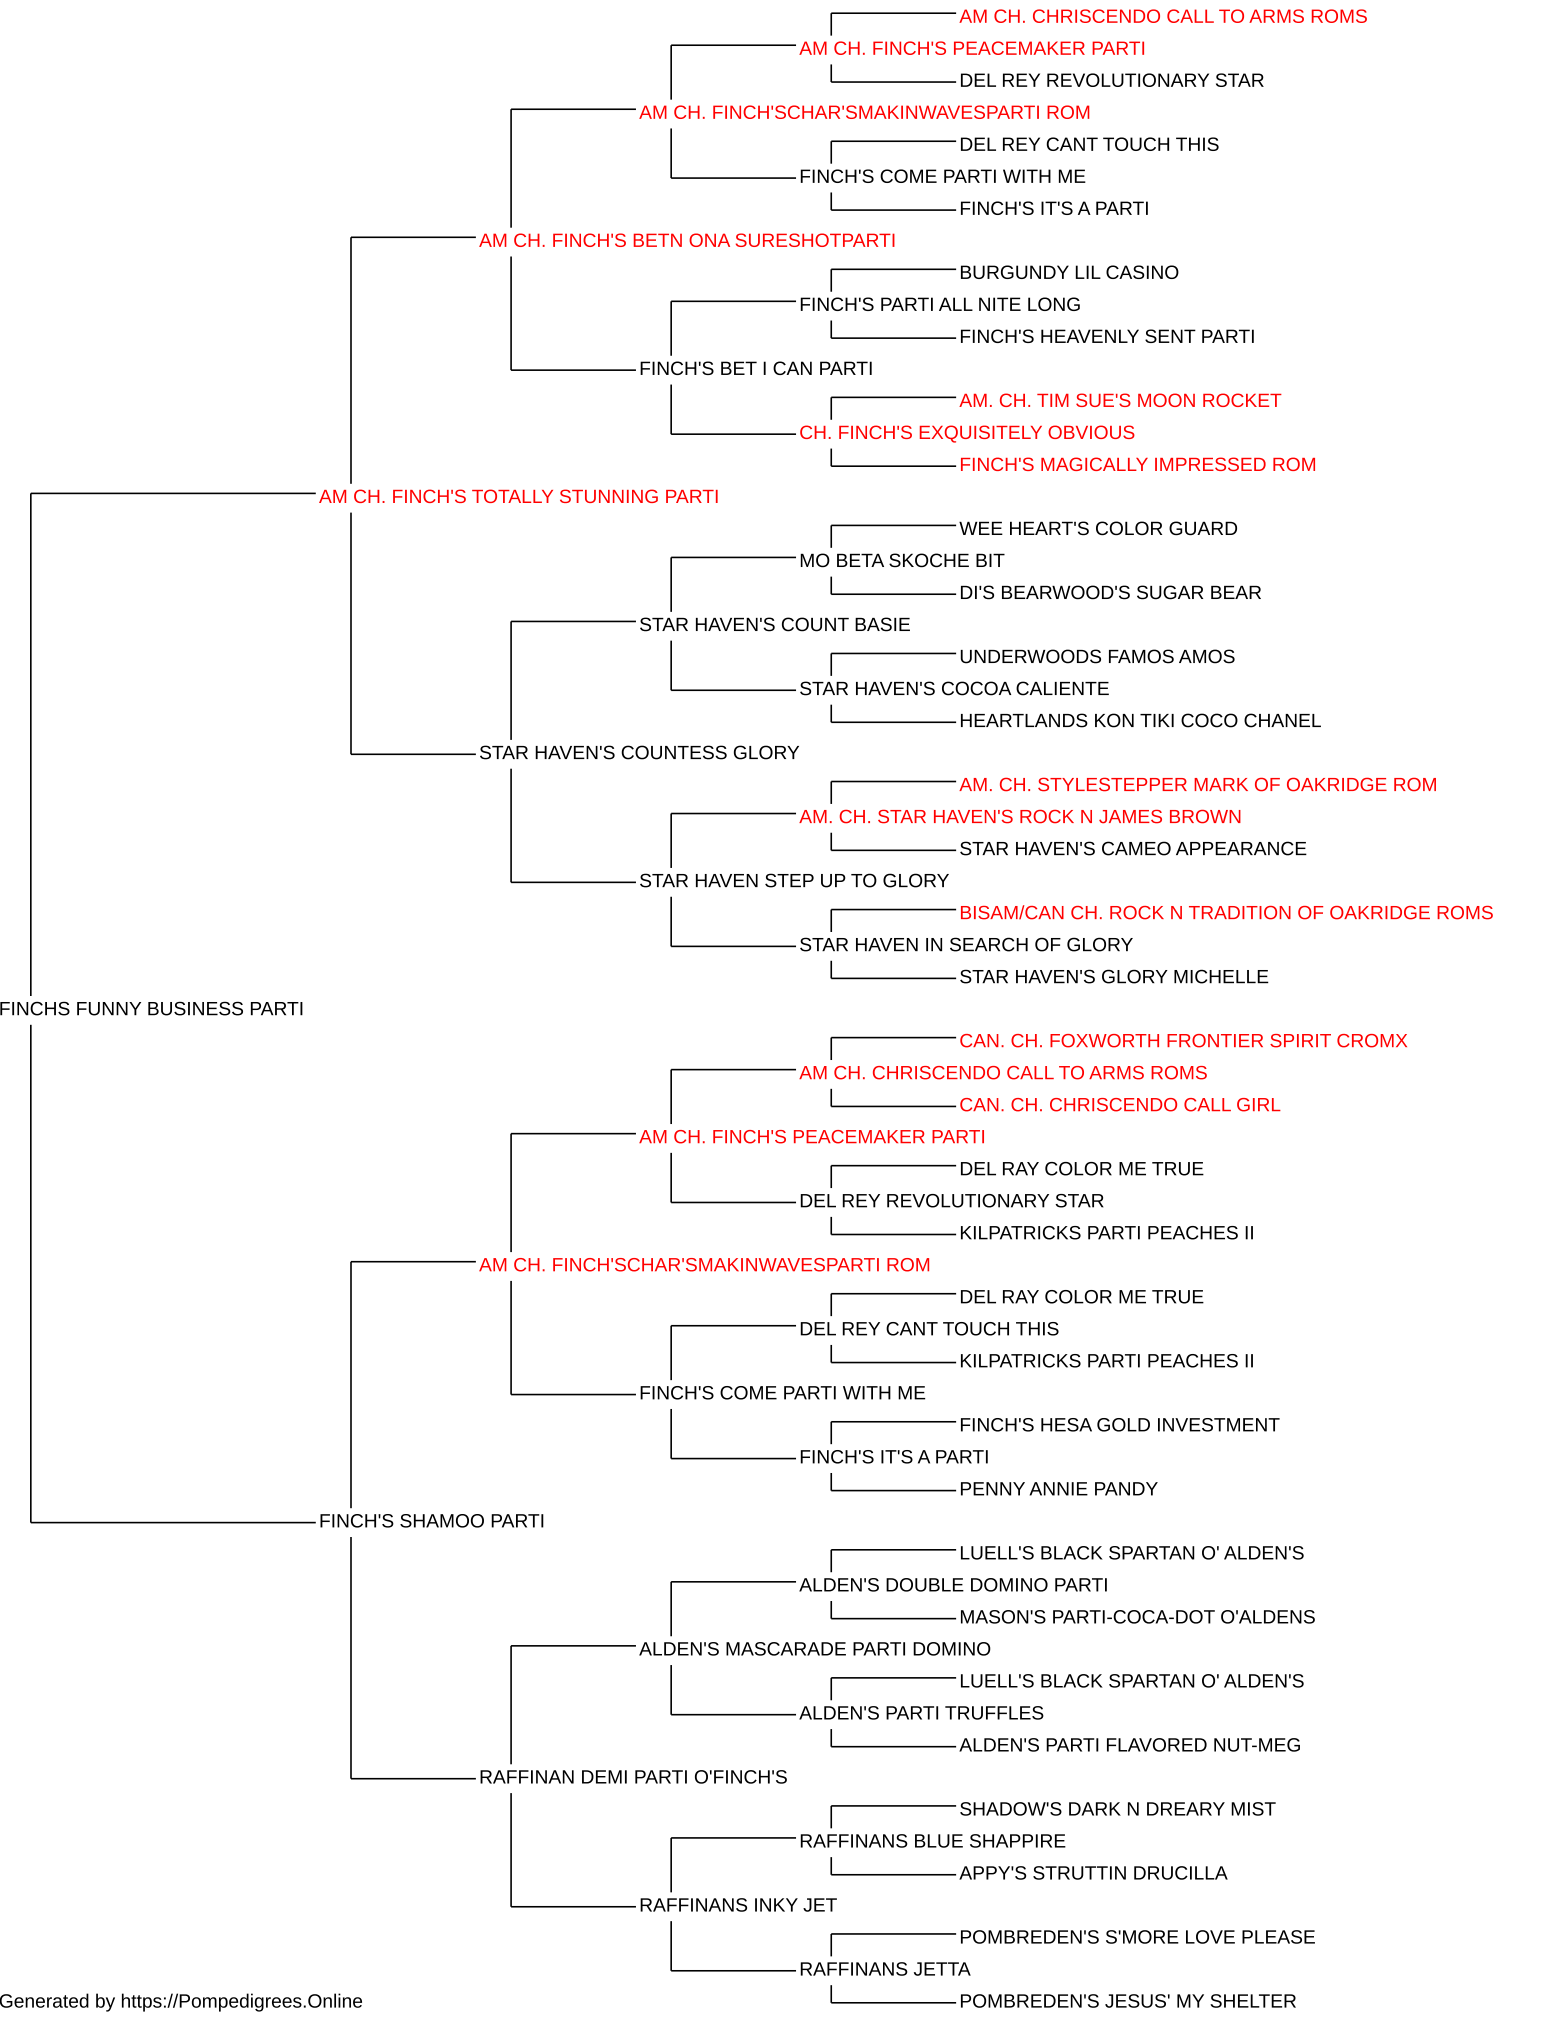 AM CH. CHRISCENDO CALL TO ARMS ROMS
AM CH. FINCH'S PEACEMAKER PARTI
DEL REY REVOLUTIONARY STAR
AM CH. FINCH'SCHAR'SMAKINWAVESPARTI ROM
DEL REY CANT TOUCH THIS
FINCH'S COME PARTI WITH ME
FINCH'S IT'S A PARTI
AM CH. FINCH'S BETN ONA SURESHOTPARTI
BURGUNDY LIL CASINO
FINCH'S PARTI ALL NITE LONG
FINCH'S HEAVENLY SENT PARTI
FINCH'S BET I CAN PARTI
AM. CH. TIM SUE'S MOON ROCKET
CH. FINCH'S EXQUISITELY OBVIOUS
FINCH'S MAGICALLY IMPRESSED ROM
AM CH. FINCH'S TOTALLY STUNNING PARTI
WEE HEART'S COLOR GUARD
MO BETA SKOCHE BIT
DI'S BEARWOOD'S SUGAR BEAR
STAR HAVEN'S COUNT BASIE
UNDERWOODS FAMOS AMOS
STAR HAVEN'S COCOA CALIENTE
HEARTLANDS KON TIKI COCO CHANEL
STAR HAVEN'S COUNTESS GLORY
AM. CH. STYLESTEPPER MARK OF OAKRIDGE ROM
AM. CH. STAR HAVEN'S ROCK N JAMES BROWN
STAR HAVEN'S CAMEO APPEARANCE
STAR HAVEN STEP UP TO GLORY
BISAM/CAN CH. ROCK N TRADITION OF OAKRIDGE ROMS
STAR HAVEN IN SEARCH OF GLORY
STAR HAVEN'S GLORY MICHELLE
FINCHS FUNNY BUSINESS PARTI
CAN. CH. FOXWORTH FRONTIER SPIRIT CROMX
AM CH. CHRISCENDO CALL TO ARMS ROMS
CAN. CH. CHRISCENDO CALL GIRL
AM CH. FINCH'S PEACEMAKER PARTI
DEL RAY COLOR ME TRUE
DEL REY REVOLUTIONARY STAR
KILPATRICKS PARTI PEACHES II
AM CH. FINCH'SCHAR'SMAKINWAVESPARTI ROM
DEL RAY COLOR ME TRUE
DEL REY CANT TOUCH THIS
KILPATRICKS PARTI PEACHES II
FINCH'S COME PARTI WITH ME
FINCH'S HESA GOLD INVESTMENT
FINCH'S IT'S A PARTI
PENNY ANNIE PANDY
FINCH'S SHAMOO PARTI
LUELL'S BLACK SPARTAN O' ALDEN'S
ALDEN'S DOUBLE DOMINO PARTI
MASON'S PARTI-COCA-DOT O'ALDENS
ALDEN'S MASCARADE PARTI DOMINO
LUELL'S BLACK SPARTAN O' ALDEN'S
ALDEN'S PARTI TRUFFLES
ALDEN'S PARTI FLAVORED NUT-MEG
RAFFINAN DEMI PARTI O'FINCH'S
SHADOW'S DARK N DREARY MIST
RAFFINANS BLUE SHAPPIRE
APPY'S STRUTTIN DRUCILLA
RAFFINANS INKY JET
POMBREDEN'S S'MORE LOVE PLEASE
RAFFINANS JETTA
POMBREDEN'S JESUS' MY SHELTER
Generated by https://Pompedigrees.Online